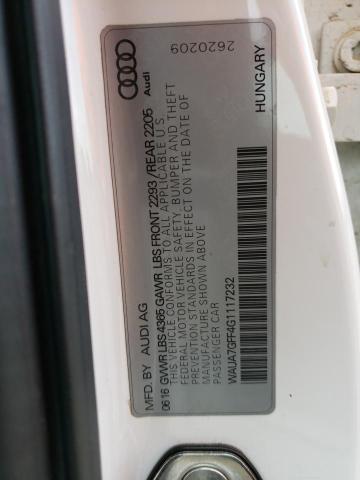 Audi
MFD. BY AUDI AG
06 16 GVWR LBS 4365 GAWR LBS FRONT 2293 / REAR 2205
THIS VEHICLE CONFORMS TO ALL APPLICABLE U S
FEDERAL MOTOR VEHICLE SAFETY, BUMPER AND THEFT
PREVENTION STANDARDS IN EFFECT ON THE DATE OF
MANUFACTURE SHOWN ABOVE
PASSENGER CAR
WAUA7GFF4G1117232
2620209
HUNGARY